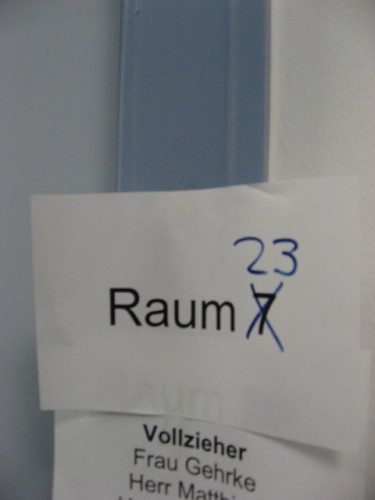 23
Raum 7
Vollzieher
Frau Gehrke
Herr